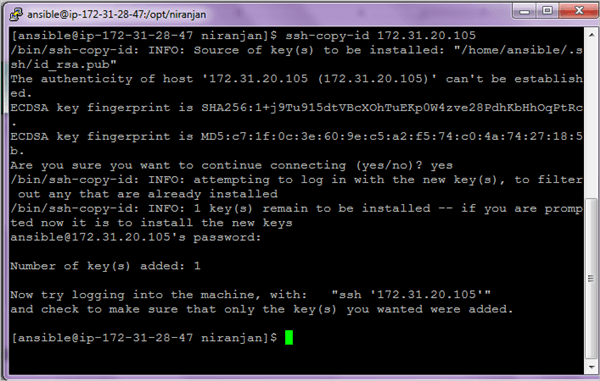 ansible@ip-172-31-28-47:/opt/niranjan
[ansible@ip-172-31-28-47 niranjan]$ ssh-copy-id 172.31.20.105
/bin/ssh-copy-id: INFO: Source of key(s) to be installed: "/home/ansible/.s
sh/id_rsa.pub"
The authenticity of host '172.31.20.105 (172.31.20.105)' can't be establish
ed.
ECDSA key fingerprint is SHA256:1+j9Tu915dtVBcXOhTuEKp0W4zve28PdhKbHhOqPtRc
.
ECDSA key fingerprint is MD5:c7:1f:0c:3e:60:9e:c5:a2:f5:74:c0:4a:74:27:18:5
b.
Are you sure you want to continue connecting (yes/no)? yes
/bin/ssh-copy-id: INFO: attempting to log in with the new key(s), to filter
 out any that are already installed
/bin/ssh-copy-id: INFO: 1 key(s) remain to be installed -- if you are promp
ted now it is to install the new keys
ansible@172.31.20.105's password:
Number of key(s) added: 1
Now try logging into the machine, with:   "ssh '172.31.20.105'"
and check to make sure that only the key(s) you wanted were added.
[ansible@ip-172-31-28-47 niranjan]$